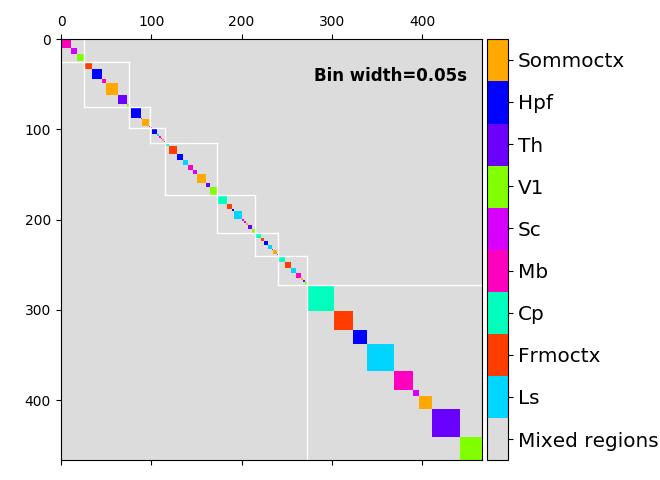 0 100 200 300 400
0
100
200
300
400
Bin width=0.05s
Sommoctx
Hpf
Th
V1
Sc
Mb
Cp
Frmoctx
Ls
Mixed regions